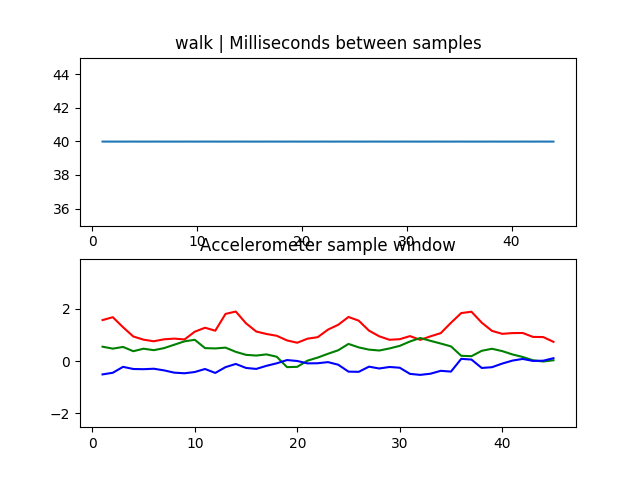 walk | Milliseconds between samples
44
42
40
38
36
0 10 20 30 40
Accelerometer sample window
2
0
−2
0 10 20 30 40